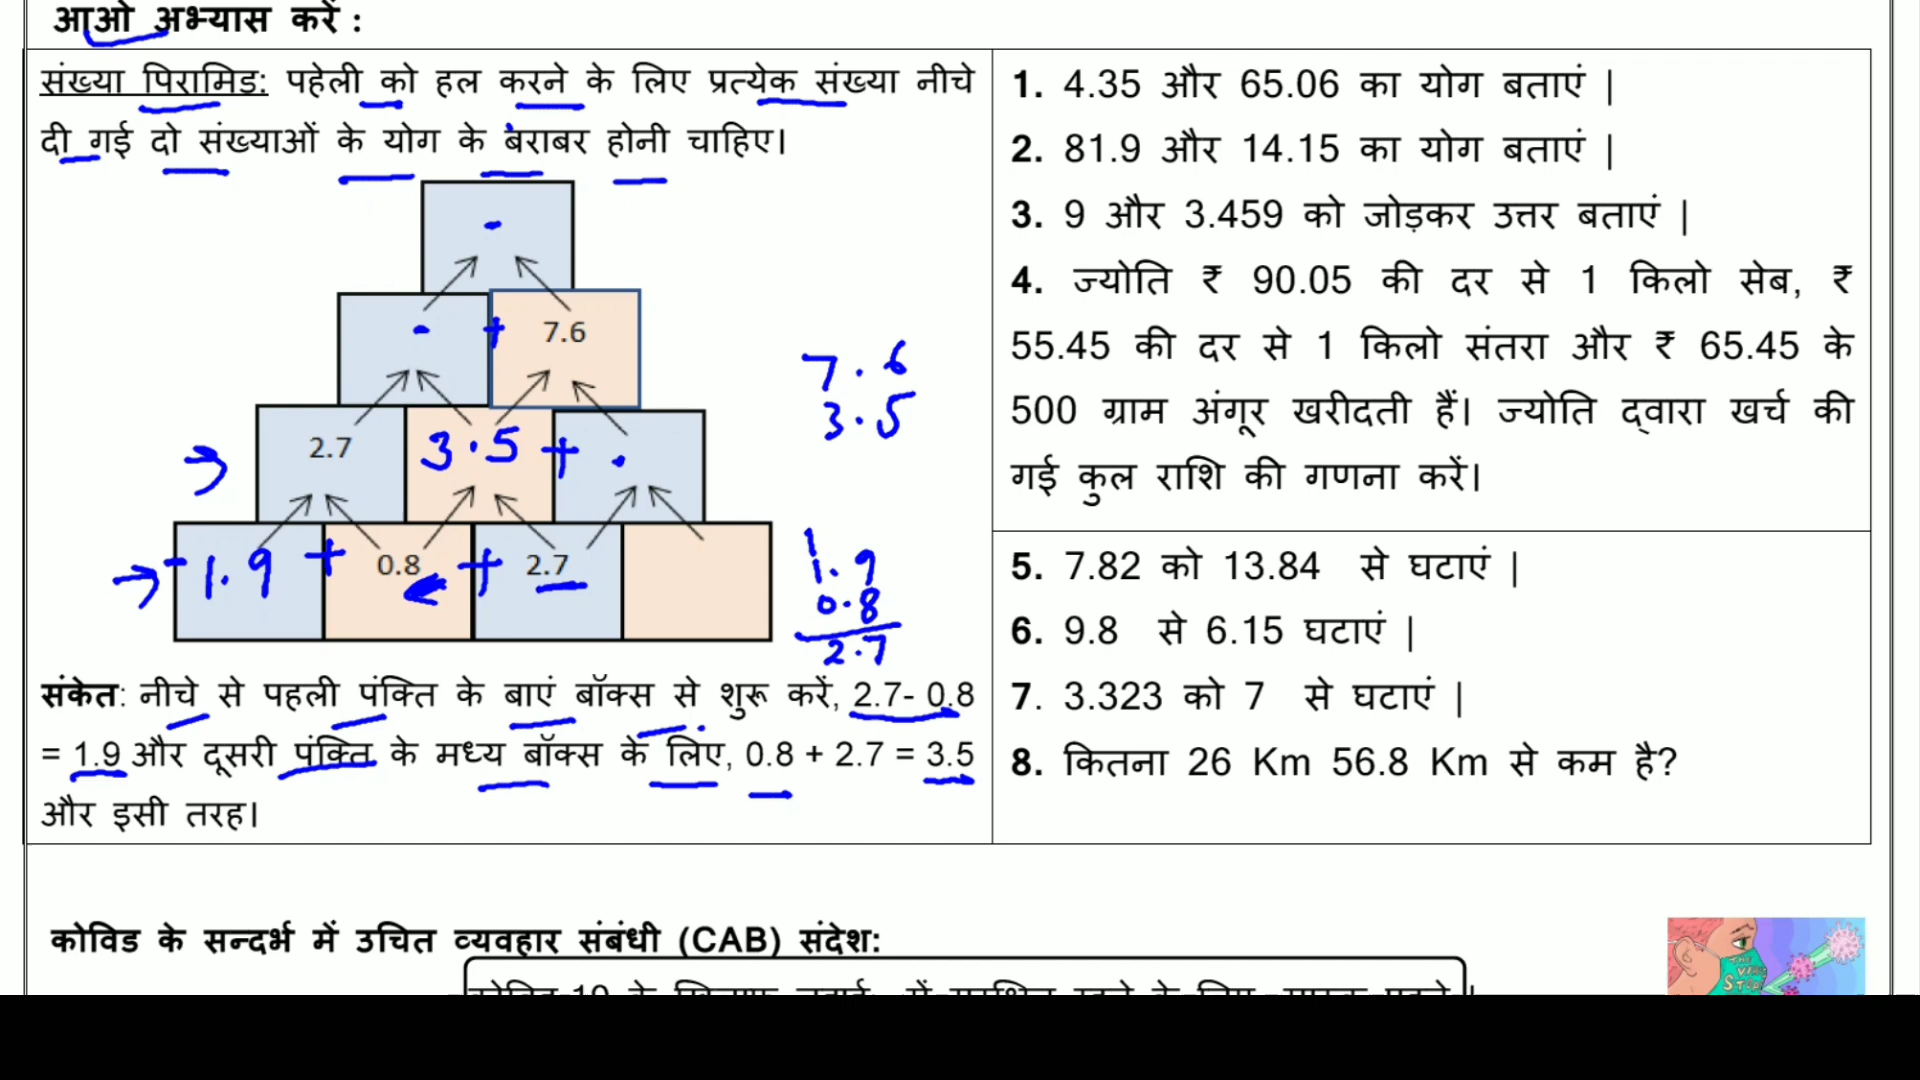 आओ अभ्यास करें :
संख्या पिरामिड: पहेली को हल करने के लिए प्रत्येक संख्या नीचे
दी गई दो संख्याओं के योग के बराबर होनी चाहिए।
-
- + 7.6
2.7 3.5 + .
1.9 + 0.8 + 2.7
7.6
3.5
1
1.9
0.8
2.7
संकेत: नीचे से पहली पंक्ति के बाएं बॉक्स से शुरू करें, 2.7- 0.8
= 1.9 और दूसरी पंक्ति के मध्य बॉक्स के लिए, 0.8 + 2.7 = 3.5
और इसी तरह।
1. 4.35 और 65.06 का योग बताएं |
2. 81.9 और 14.15 का योग बताएं |
3. 9 और 3.459 को जोड़कर उत्तर बताएं |
4. ज्योति ₹ 90.05 की दर से 1 किलो सेब, ₹
55.45 की दर से 1 किलो संतरा और ₹ 65.45 के
500 ग्राम अंगूर खरीदती हैं। ज्योति द्वारा खर्च की
गई कुल राशि की गणना करें।
5. 7.82 को 13.84 से घटाएं |
6. 9.8 से 6.15 घटाएं |
7. 3.323 को 7 से घटाएं |
8. कितना 26 Km 56.8 Km से कम है?
कोविड के सन्दर्भ में उचित व्यवहार संबंधी (CAB) संदेश:
THE
VIRUS
STOP!